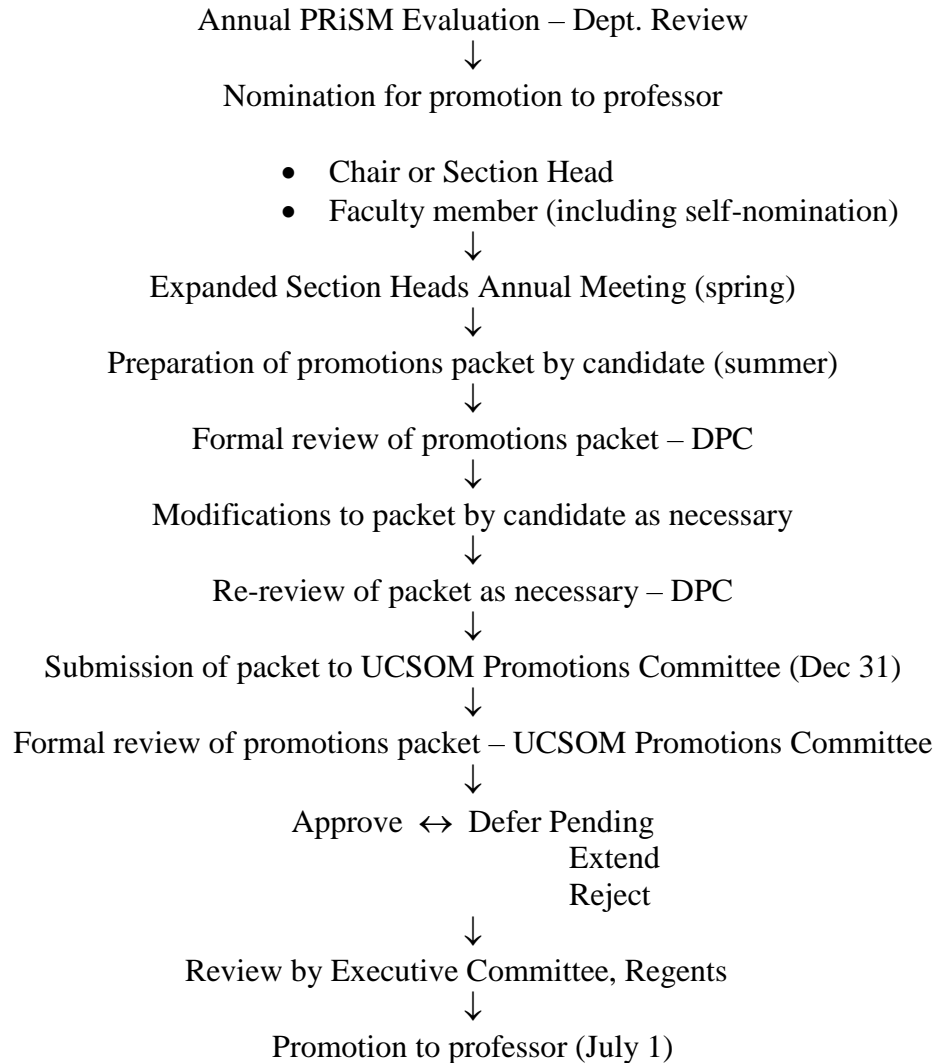 Annual PRiSM Evaluation – Dept. Review
↓
Nomination for promotion to professor
• Chair or Section Head
• Faculty member (including self-nomination)
↓
Expanded Section Heads Annual Meeting (spring)
↓
Preparation of promotions packet by candidate (summer)
↓
Formal review of promotions packet – DPC
↓
Modifications to packet by candidate as necessary
↓
Re-review of packet as necessary – DPC
↓
Submission of packet to UCSOM Promotions Committee (Dec 31)
↓
Formal review of promotions packet – UCSOM Promotions Committee
↓
Approve ↔ Defer Pending
Extend
Reject
↓
Review by Executive Committee, Regents
↓
Promotion to professor (July 1)